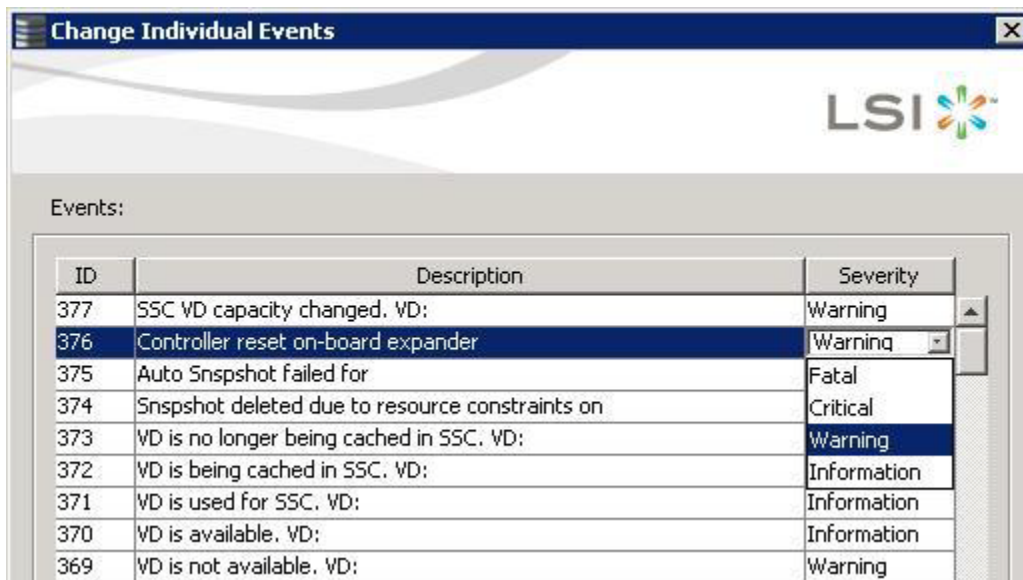 Change Individual Events
LSI
Events:
ID Description Severity
377 SSC VD capacity changed. VD: Warning
376 Controller reset on-board expander Warning
375 Auto Snspshot failed for Fatal
374 Snspshot deleted due to resource constraints on Critical
373 VD is no longer being cached in SSC. VD: Warning
372 VD is being cached in SSC. VD: Information
371 VD is used for SSC. VD: Information
370 VD is available. VD: Information
369 VD is not available. VD: Warning